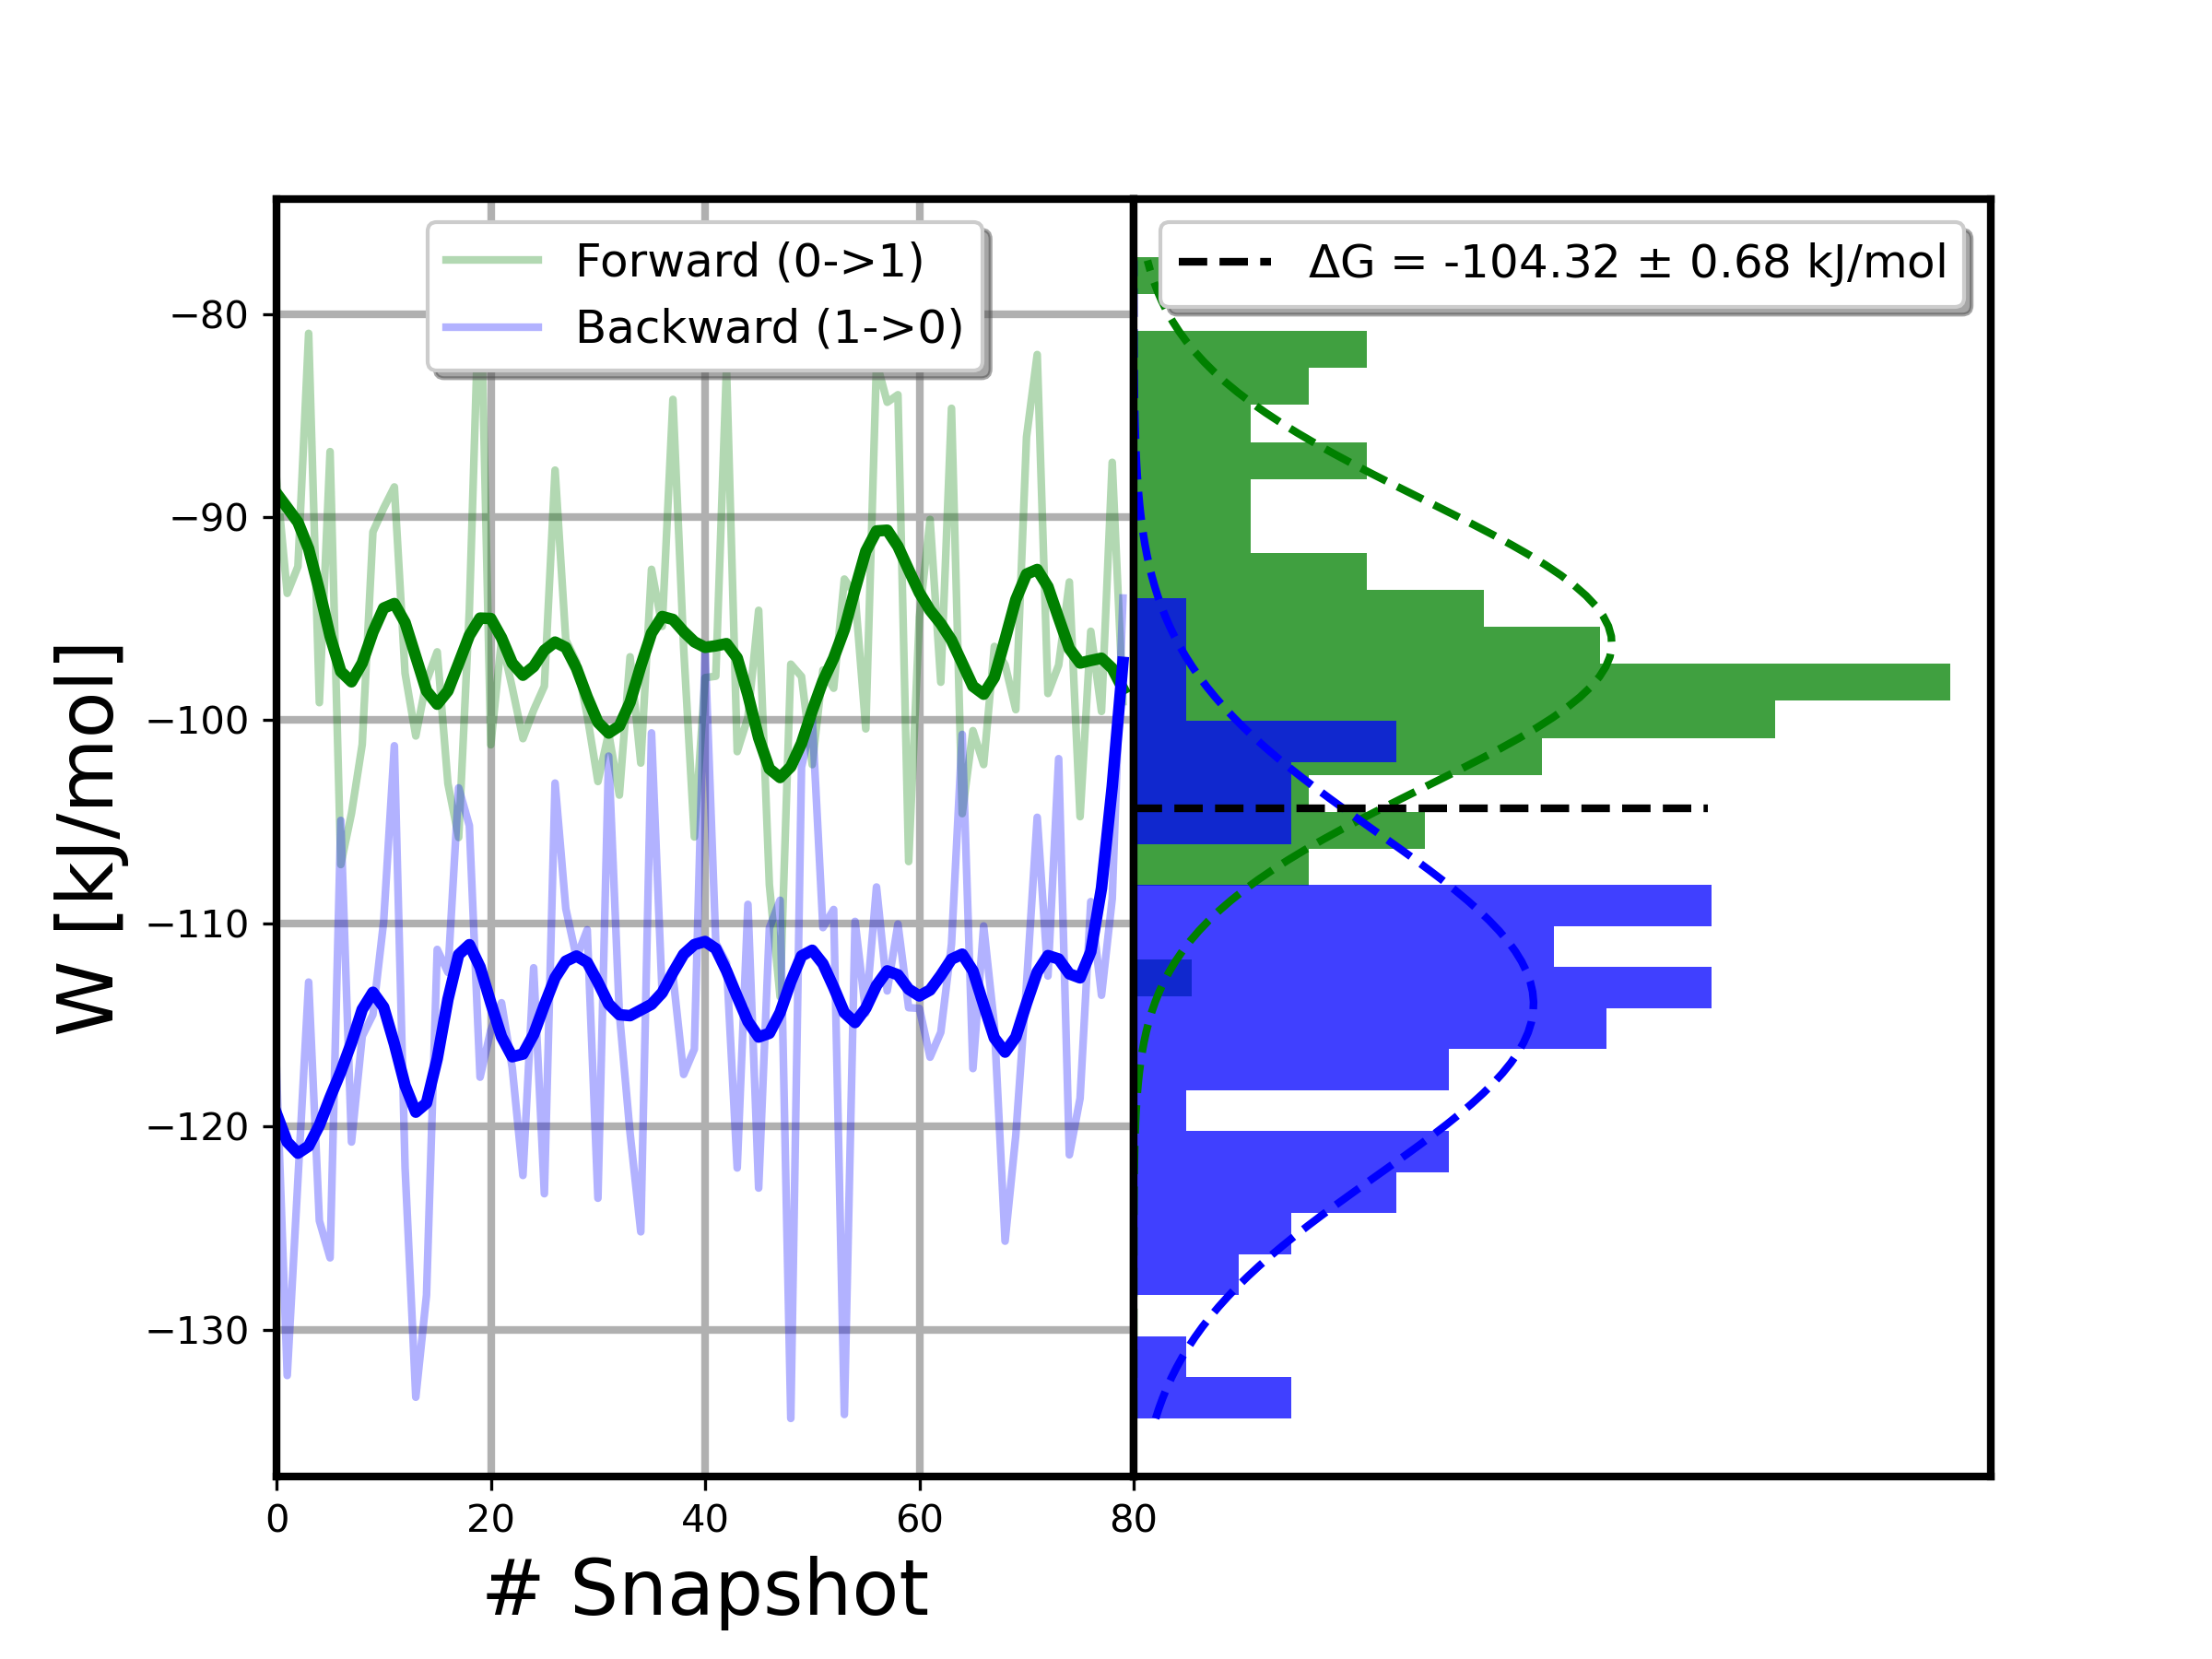 Forward (0->1)
Backward (1->0)
ΔG = -104.32 ± 0.68 kJ/mol
W [kJ/mol]
−80
−90
−100
−110
−120
−130
0 20 40 60 80
# Snapshot